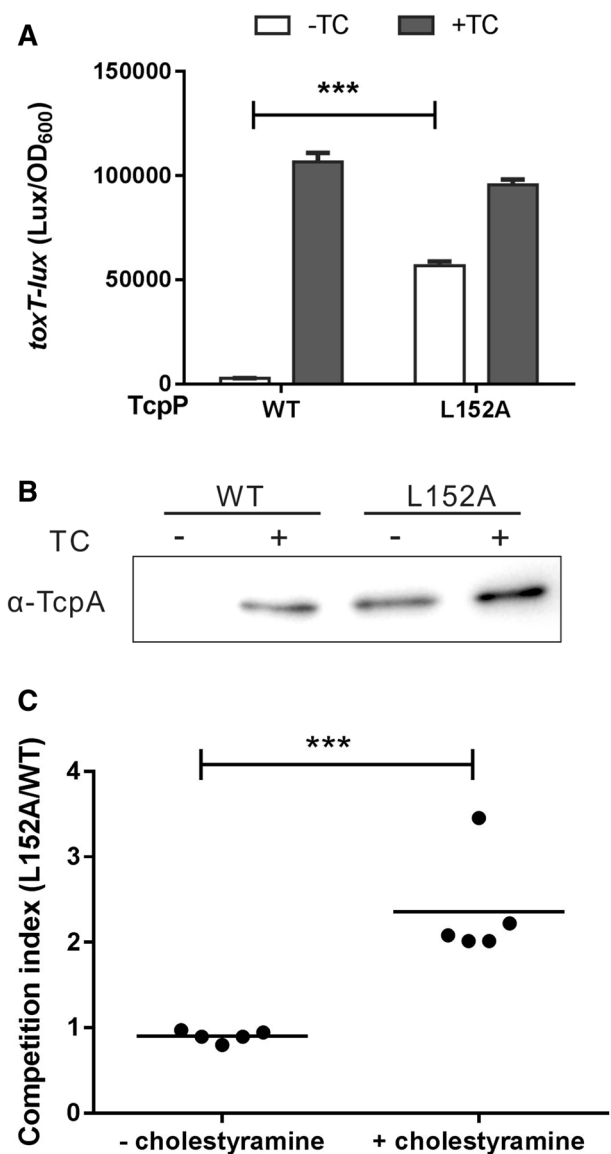 A
-TC +TC
***
toxT-lux (Lux/OD600)
150000
100000
50000
0
TcpP WT L152A
B
WT L152A
TC - + - +
α-TcpA
C
***
Competition index (L152A/WT)
4
3
2
1
0
- cholestyramine + cholestyramine